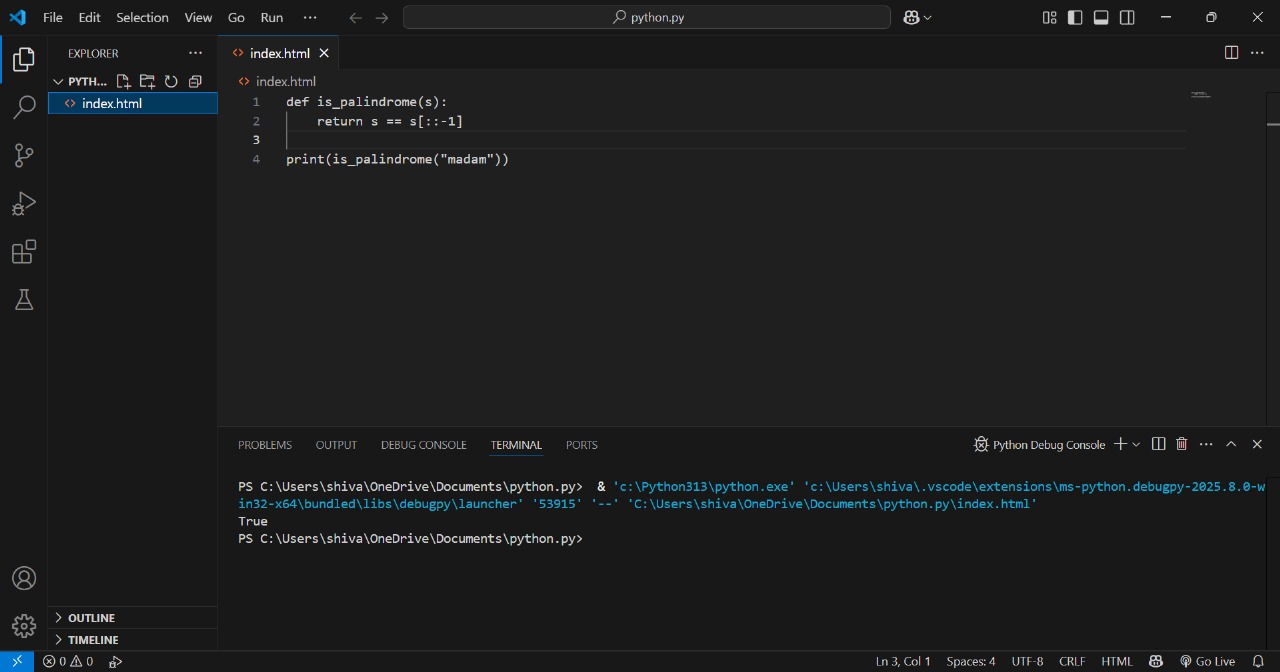 File Edit Selection View Go Run ··· python.py
EXPLORER ···
PYTH...
index.html
index.html
index.html
1 def is_palindrome(s):
2     return s == s[::-1]
3
4 print(is_palindrome("madam"))
PROBLEMS OUTPUT DEBUG CONSOLE TERMINAL PORTS Python Debug Console
PS C:\Users\shiva\OneDrive\Documents\python.py>  & 'c:\Python313\python.exe' 'c:\Users\shiva\.vscode\extensions\ms-python.debugpy-2025.8.0-w
in32-x64\bundled\libs\debugpy\launcher' '53915' '--' 'C:\Users\shiva\OneDrive\Documents\python.py\index.html'
True
PS C:\Users\shiva\OneDrive\Documents\python.py>
OUTLINE
TIMELINE
0 0 Ln 3, Col 1 Spaces: 4 UTF-8 CRLF HTML Go Live